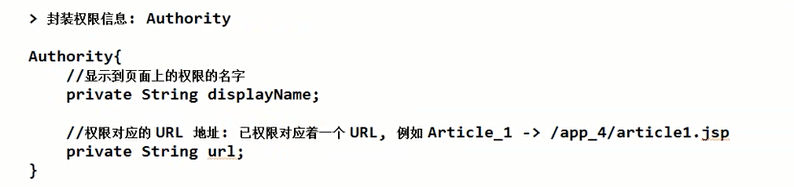 > 封装权限信息: Authority
Authority{
//显示到页面上的权限的名字
private String displayName;
//权限对应的 URL 地址: 已权限对应着一个 URL, 例如 Article_1 -> /app_4/article1.jsp
private String url;
}